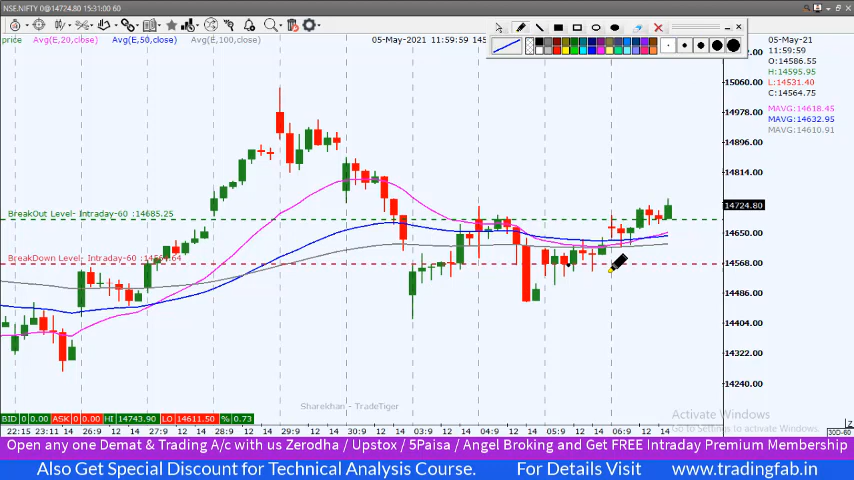 NSE.NIFTY 0@14724.80 15:31:00 60
price Avg(E,20,close) Avg(E,50,close) Avg(E,100,close) 05-May-2021 11:59:59
05-May-21
11:59:59
O:14586.55
H:14595.95
L:14531.40
C:14564.75
MAVG:14618.45
MAVG:14632.95
MAVG:14610.91
15060.00
14978.00
14896.00
14814.00
14724.80
14650.00
14568.00
14486.00
14404.00
14322.00
14240.00
BreakOut Level- Intraday-60 :14685.25
BreakDown Level- Intraday-60
Sharekhan - TradeTiger
Activate Windows
Go to Settings to activate Windows.
BID 0 0.00 ASK 0 0.00 HI 14743.90 LO 14611.50 % 0.73
22:15 23:11 12 14 26:9 12 14 27:9 12 14 28:9 12 14 29:9 12 14 30:9 12 14 03:9 12 14 04:9 12 14 05:9 12 14 06:9 12 14
30D-60
Open any one Demat & Trading A/c with us Zerodha / Upstox / 5Paisa / Angel Broking and Get FREE Intraday Premium Membership
Also Get Special Discount for Technical Analysis Course. For Details Visit www.tradingfab.in